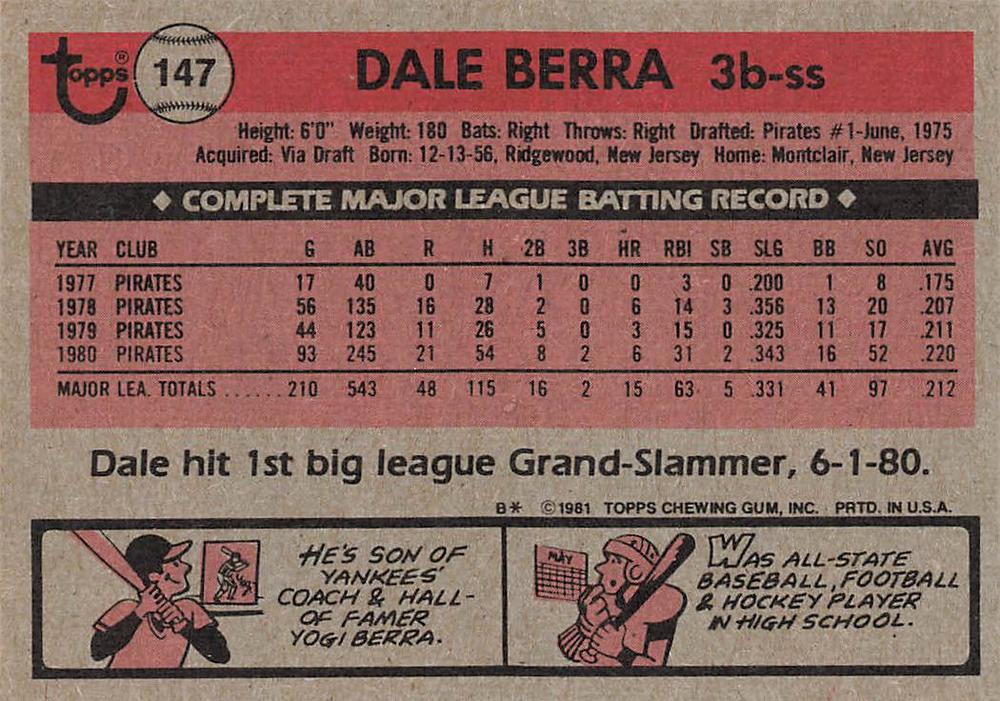 Topps® 147 DALE BERRA 3b-ss
Height: 6'0" Weight: 180 Bats: Right Throws: Right Drafted: Pirates #1-June, 1975
Acquired: Via Draft Born: 12-13-56, Ridgewood, New Jersey Home: Montclair, New Jersey
◆ COMPLETE MAJOR LEAGUE BATTING RECORD ◆
YEAR CLUB G AB R H 2B 3B HR RBI SB SLG BB SO AVG
1977 PIRATES 17 40 0 7 1 0 0 3 0 .200 1 8 .175
1978 PIRATES 56 135 16 28 2 0 6 14 3 .356 13 20 .207
1979 PIRATES 44 123 11 26 5 0 3 15 0 .325 11 17 .211
1980 PIRATES 93 245 21 54 8 2 6 31 2 .343 16 52 .220
MAJOR LEA. TOTALS ...... 210 543 48 115 16 2 15 63 5 .331 41 97 .212
Dale hit 1st big league Grand-Slammer, 6-1-80.
B* ©1981 TOPPS CHEWING GUM, INC. PRTD. IN U.S.A.
HE'S SON OF
YANKEES'
COACH & HALL-
OF FAMER
YOGI BERRA.
MAY
WAS ALL-STATE
BASEBALL, FOOTBALL
& HOCKEY PLAYER
IN HIGH SCHOOL.